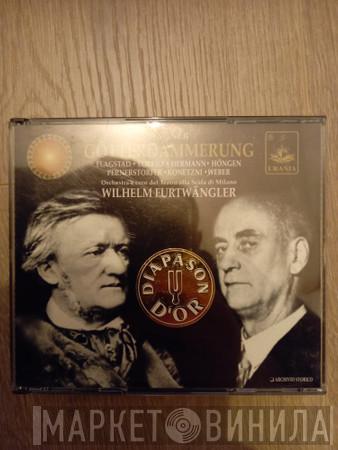 GÖTTERDÄMMERUNG
FLAGSTAD • LORENZ • HERMANN • HÖNGEN
PERNERSTORFER • KONETZNI • WEBER
Orchestra e coro del Teatro alla Scala di Milano
WILHELM FURTWÄNGLER
URANIA
DIAPASON
D'OR
ARCHIVIO STORICO
МАРКЕТ ВИНИЛА